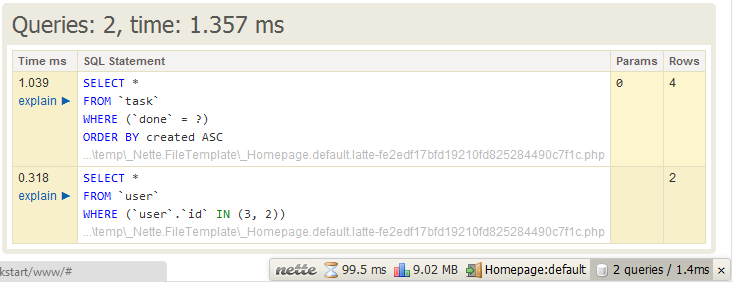 Queries: 2, time: 1.357 ms
Time ms SQL Statement Params Rows
1.039 SELECT * 0 4
explain ► FROM `task`
WHERE (`done` = ?)
ORDER BY created ASC
...\temp\_Nette.FileTemplate\_Homepage.default.latte-fe2edf17bfd19210fd825284490c7f1c.php
0.318 SELECT * 2
explain ► FROM `user`
WHERE (`user`.`id` IN (3, 2))
...\temp\_Nette.FileTemplate\_Homepage.default.latte-fe2edf17bfd19210fd825284490c7f1c.php
kstart/www/# nette 99.5 ms 9.02 MB Homepage:default 2 queries / 1.4ms ×